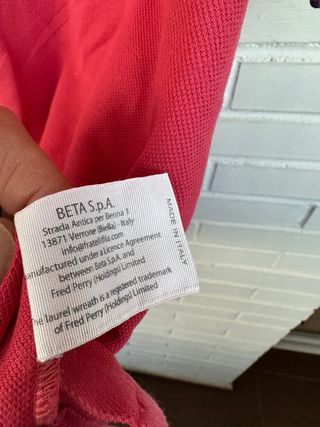 BETA S.p.A.
Strada Antica per Benna 1
13871 Verrone (Biella) - Italy
info@fratellifila.com
anufactured under a Licence Agreement
between Beta S.p.A. and
Fred Perry (Holdings) Limited
he laurel wreath is a registered trademark
of Fred Perry (Holdings) Limited
MADE IN ITALY